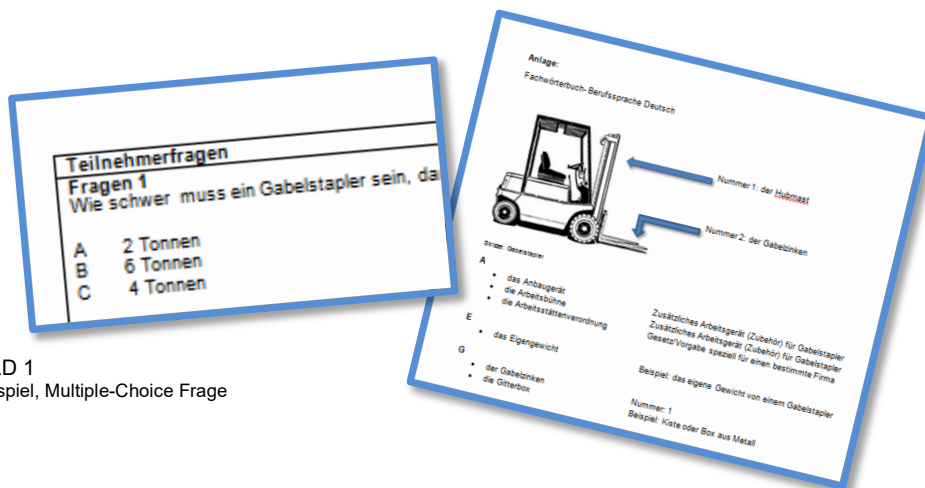 Teilnehmerfragen
Fragen 1
Wie schwer muss ein Gabelstapler sein,
A 2 Tonnen
B 6 Tonnen
C 4 Tonnen
LD 1
spiel, Multiple-Choice Frage
Anlage:
Fachwörterbuch- Berufssprache Deutsch
Nummer 1: der Hubmast
Nummer 2: der Gabelzinken
Skizze: Gabelstapler
A
• das Anbaugerät
• die Arbeitsbühne
• die Arbeitsstättenverordnung
E
• das Eigengewicht
G
• der Gabelzinken
• die Gitterbox
Zusätzliches Arbeitsgerät (Zubehör) für Gabelstapler
Zusätzliches Arbeitsgerät (Zubehör) für Gabelstapler
Gesetz/Vorgabe speziell für einen bestimmte Firma
Beispiel: das eigene Gewicht von einem Gabelstapler
Nummer: 1
Beispiel: Kiste oder Box aus Metall